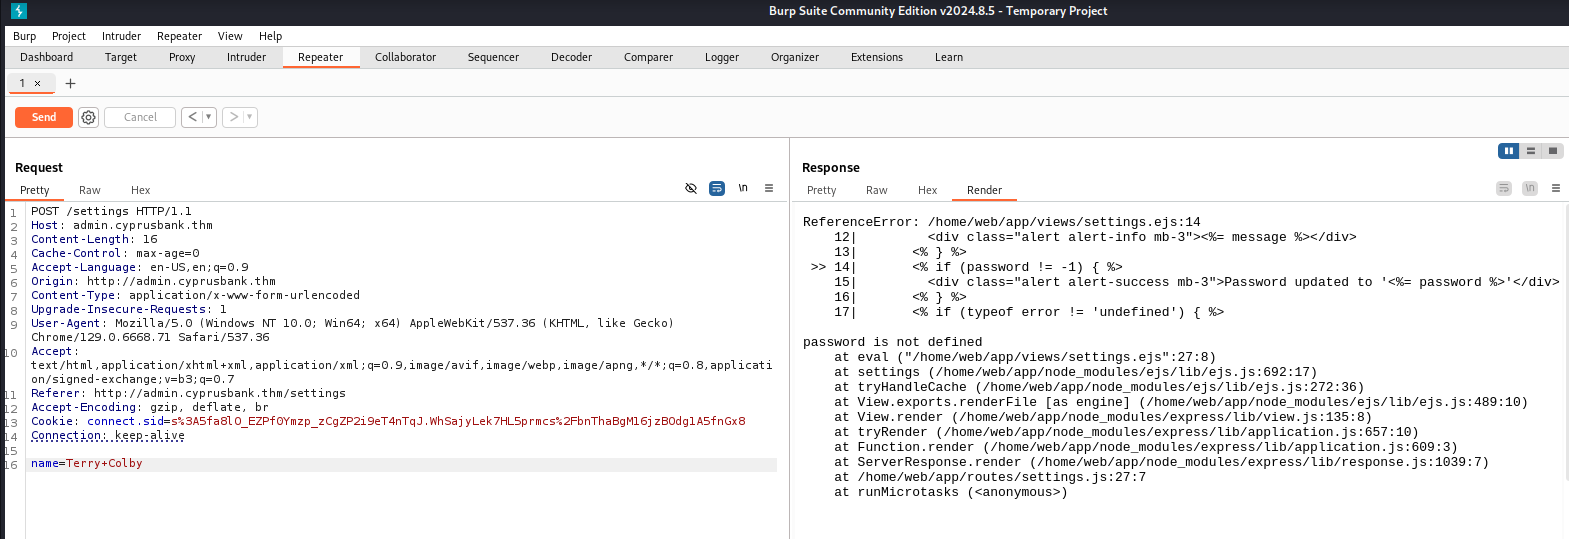 Burp Suite Community Edition v2024.8.5 - Temporary Project
Burp Project Intruder Repeater View Help
Dashboard Target Proxy Intruder Repeater Collaborator Sequencer Decoder Comparer Logger Organizer Extensions Learn
1 × +
Send Cancel < >
Request
Pretty Raw Hex \n
1 POST /settings HTTP/1.1
2 Host: admin.cyprusbank.thm
3 Content-Length: 16
4 Cache-Control: max-age=0
5 Accept-Language: en-US,en;q=0.9
6 Origin: http://admin.cyprusbank.thm
7 Content-Type: application/x-www-form-urlencoded
8 Upgrade-Insecure-Requests: 1
9 User-Agent: Mozilla/5.0 (Windows NT 10.0; Win64; x64) AppleWebKit/537.36 (KHTML, like Gecko)
Chrome/129.0.6668.71 Safari/537.36
10 Accept:
text/html,application/xhtml+xml,application/xml;q=0.9,image/avif,image/webp,image/apng,*/*;q=0.8,applicati
on/signed-exchange;v=b3;q=0.7
11 Referer: http://admin.cyprusbank.thm/settings
12 Accept-Encoding: gzip, deflate, br
13 Cookie: connect.sid=s%3A5fa8lO_EZPf0Ymzp_zCgZP2i9eT4nTqJ.WhSajyLek7HL5prmcs%2FbnThaBgM16jzBOdg1A5fnGx8
14 Connection: keep-alive
15
16 name=Terry+Colby
Response
Pretty Raw Hex Render \n
ReferenceError: /home/web/app/views/settings.ejs:14
12| <div class="alert alert-info mb-3"><%= message %></div>
13| <% } %>
>> 14| <% if (password != -1) { %>
15| <div class="alert alert-success mb-3">Password updated to '<%= password %>'</div>
16| <% } %>
17| <% if (typeof error != 'undefined') { %>
password is not defined
at eval ("/home/web/app/views/settings.ejs":27:8)
at settings (/home/web/app/node_modules/ejs/lib/ejs.js:692:17)
at tryHandleCache (/home/web/app/node_modules/ejs/lib/ejs.js:272:36)
at View.exports.renderFile [as engine] (/home/web/app/node_modules/ejs/lib/ejs.js:489:10)
at View.render (/home/web/app/node_modules/express/lib/view.js:135:8)
at tryRender (/home/web/app/node_modules/express/lib/application.js:657:10)
at Function.render (/home/web/app/node_modules/express/lib/application.js:609:3)
at ServerResponse.render (/home/web/app/node_modules/express/lib/response.js:1039:7)
at /home/web/app/routes/settings.js:27:7
at runMicrotasks (<anonymous>)